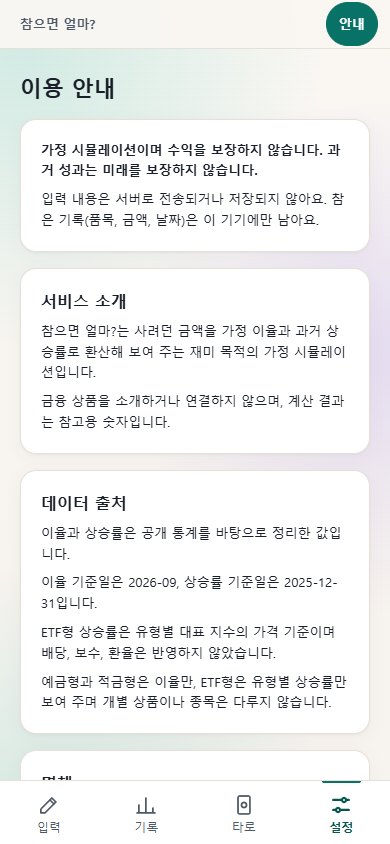 참으면 얼마?
안내
이용 안내
가정 시뮬레이션이며 수익을 보장하지 않습니다. 과
거 성과는 미래를 보장하지 않습니다.
입력 내용은 서버로 전송되거나 저장되지 않아요. 참
은 기록(품목, 금액, 날짜)은 이 기기에만 남아요.
서비스 소개
참으면 얼마?는 사려던 금액을 가정 이율과 과거 상
승률로 환산해 보여 주는 재미 목적의 가정 시뮬레이
션입니다.
금융 상품을 소개하거나 연결하지 않으며, 계산 결과
는 참고용 숫자입니다.
데이터 출처
이율과 상승률은 공개 통계를 바탕으로 정리한 값입
니다.
이율 기준일은 2026-09, 상승률 기준일은 2025-12-
31입니다.
ETF형 상승률은 유형별 대표 지수의 가격 기준이며
배당, 보수, 환율은 반영하지 않았습니다.
예금형과 적금형은 이율만, ETF형은 유형별 상승률만
보여 주며 개별 상품이나 종목은 다루지 않습니다.
입력
기록
타로
설정